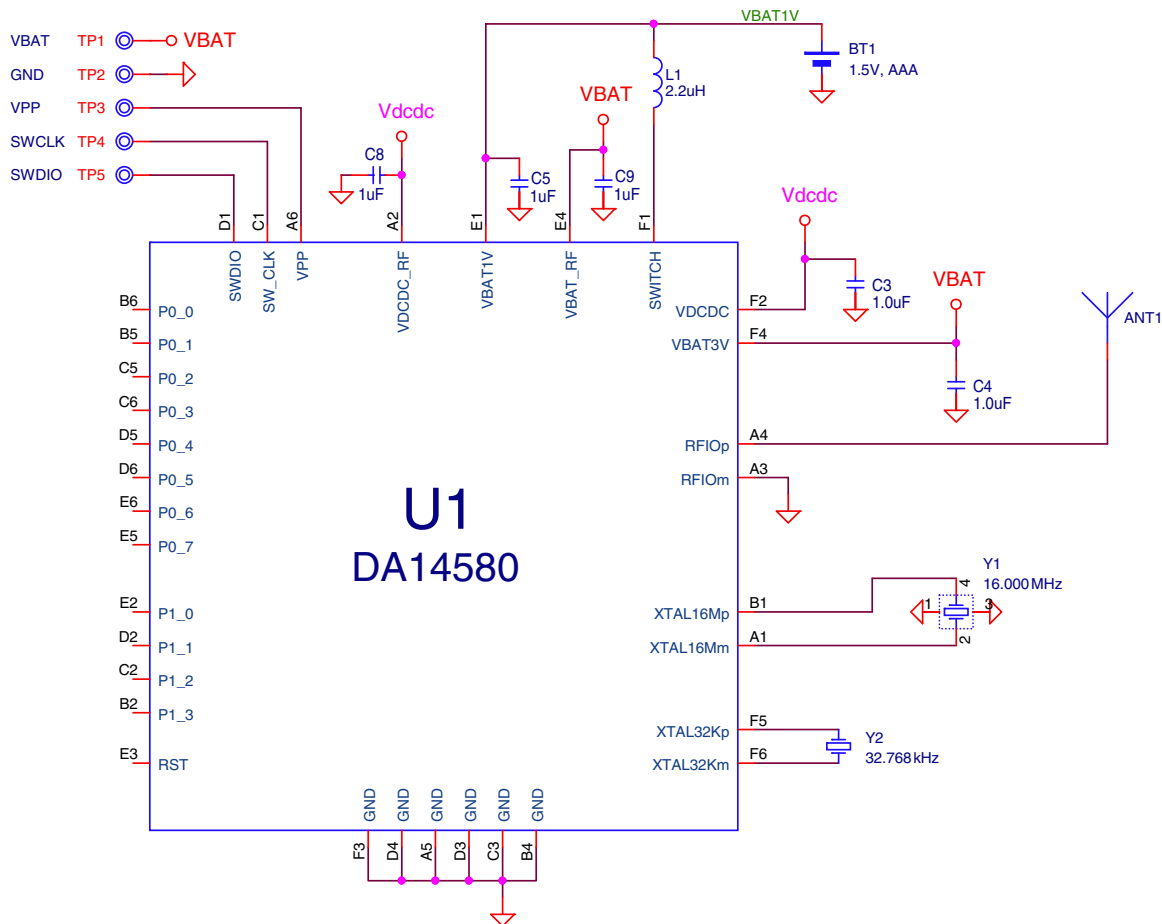 VBAT1V
VBAT TP1 VBAT
GND TP2
VPP TP3
SWCLK TP4
SWDIO TP5
BT1
1.5V, AAA
L1
2.2uH
VBAT
Vdcdc
C8
1uF
C5
1uF
C9
1uF
D1
C1
A6
A2
E1
E4
F1
SWDIO
SW_CLK
VPP
VDCDC_RF
VBAT1V
VBAT_RF
SWITCH
Vdcdc
C3
1.0uF
VBAT
C4
1.0uF
ANT1
B6 P0_0
B5 P0_1
C5 P0_2
C6 P0_3
D5 P0_4
D6 P0_5
E6 P0_6
E5 P0_7
E2 P1_0
D2 P1_1
C2 P1_2
B2 P1_3
E3 RST
U1
DA14580
VDCDC F2
VBAT3V F4
RFIOp A4
RFIOm A3
XTAL16Mp B1
XTAL16Mm A1
XTAL32Kp F5
XTAL32Km F6
Y1
16.000MHz
4
1
3
2
Y2
32.768kHz
GND
GND
GND
GND
GND
GND
F3
D4
A5
D3
C3
B4